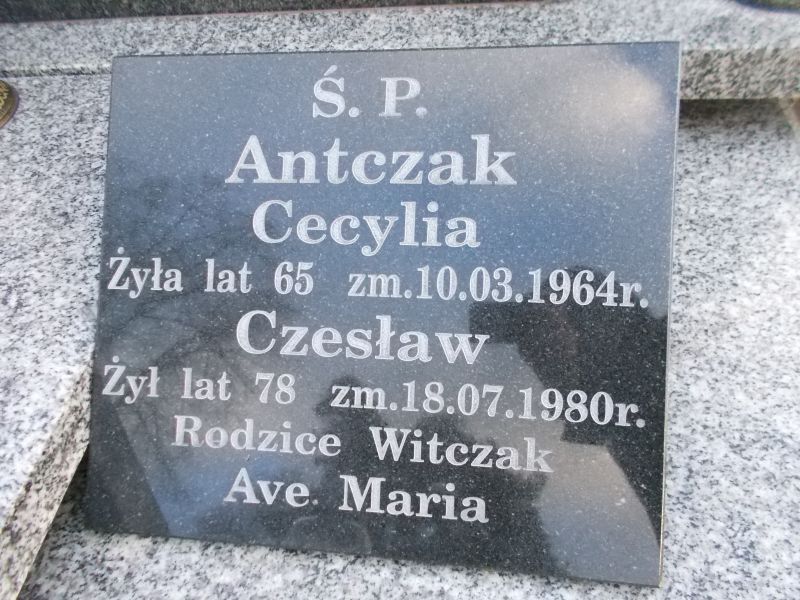 Ś. P.
Antczak
Cecylia
Żyła lat 65 zm.10.03.1964r.
Czesław
Żył lat 78 zm.18.07.1980r.
Rodzice Witczak
Ave Maria